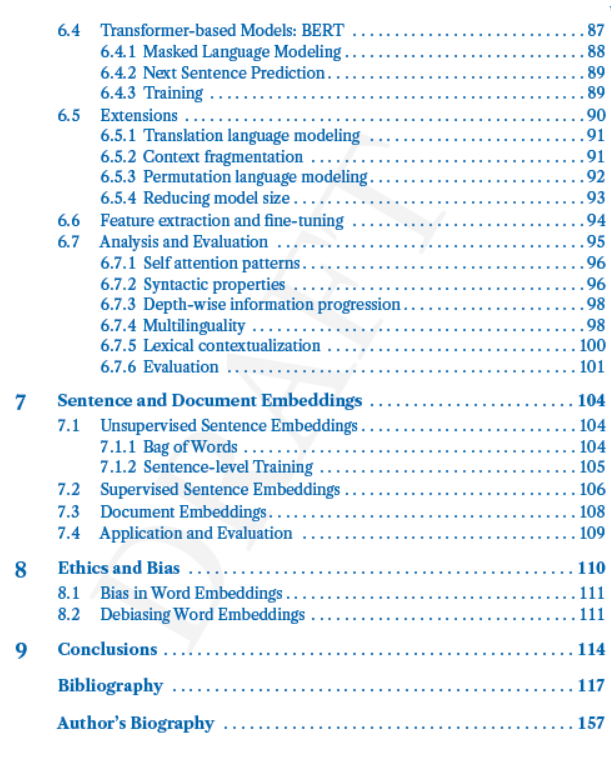 6.4 Transformer-based Models: BERT ........ 87
6.4.1 Masked Language Modeling ........ 88
6.4.2 Next Sentence Prediction ........ 89
6.4.3 Training ........ 89
6.5 Extensions ........ 90
6.5.1 Translation language modeling ........ 91
6.5.2 Context fragmentation ........ 91
6.5.3 Permutation language modeling ........ 92
6.5.4 Reducing model size ........ 93
6.6 Feature extraction and fine-tuning ........ 94
6.7 Analysis and Evaluation ........ 95
6.7.1 Self attention patterns ........ 96
6.7.2 Syntactic properties ........ 96
6.7.3 Depth-wise information progression ........ 98
6.7.4 Multilinguality ........ 98
6.7.5 Lexical contextualization ........ 100
6.7.6 Evaluation ........ 101
7 Sentence and Document Embeddings ........ 104
7.1 Unsupervised Sentence Embeddings ........ 104
7.1.1 Bag of Words ........ 104
7.1.2 Sentence-level Training ........ 105
7.2 Supervised Sentence Embeddings ........ 106
7.3 Document Embeddings ........ 108
7.4 Application and Evaluation ........ 109
8 Ethics and Bias ........ 110
8.1 Bias in Word Embeddings ........ 111
8.2 Debiasing Word Embeddings ........ 111
9 Conclusions ........ 114
Bibliography ........ 117
Author's Biography ........ 157
DRAFT